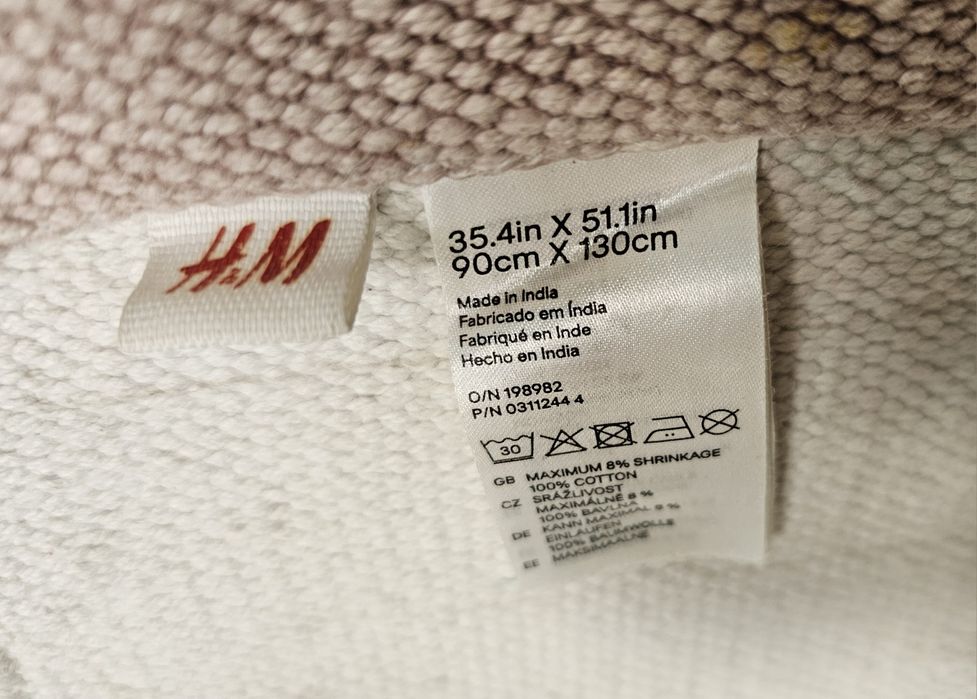 H&M
35.4in X 51.1in
90cm X 130cm
Made in India
Fabricado em Índia
Fabriqué en Inde
Hecho en India
O/N 198982
P/N 0311244 4
30
GB MAXIMUM 8% SHRINKAGE
100% COTTON
CZ SRÁŽLIVOST
MAXIMÁLNĚ 8 %
100% BAVLNA
DE KANN MAXIMAL 8 %
EINLAUFEN
100% BAUMWOLLE
EE MAKSIMAALNE